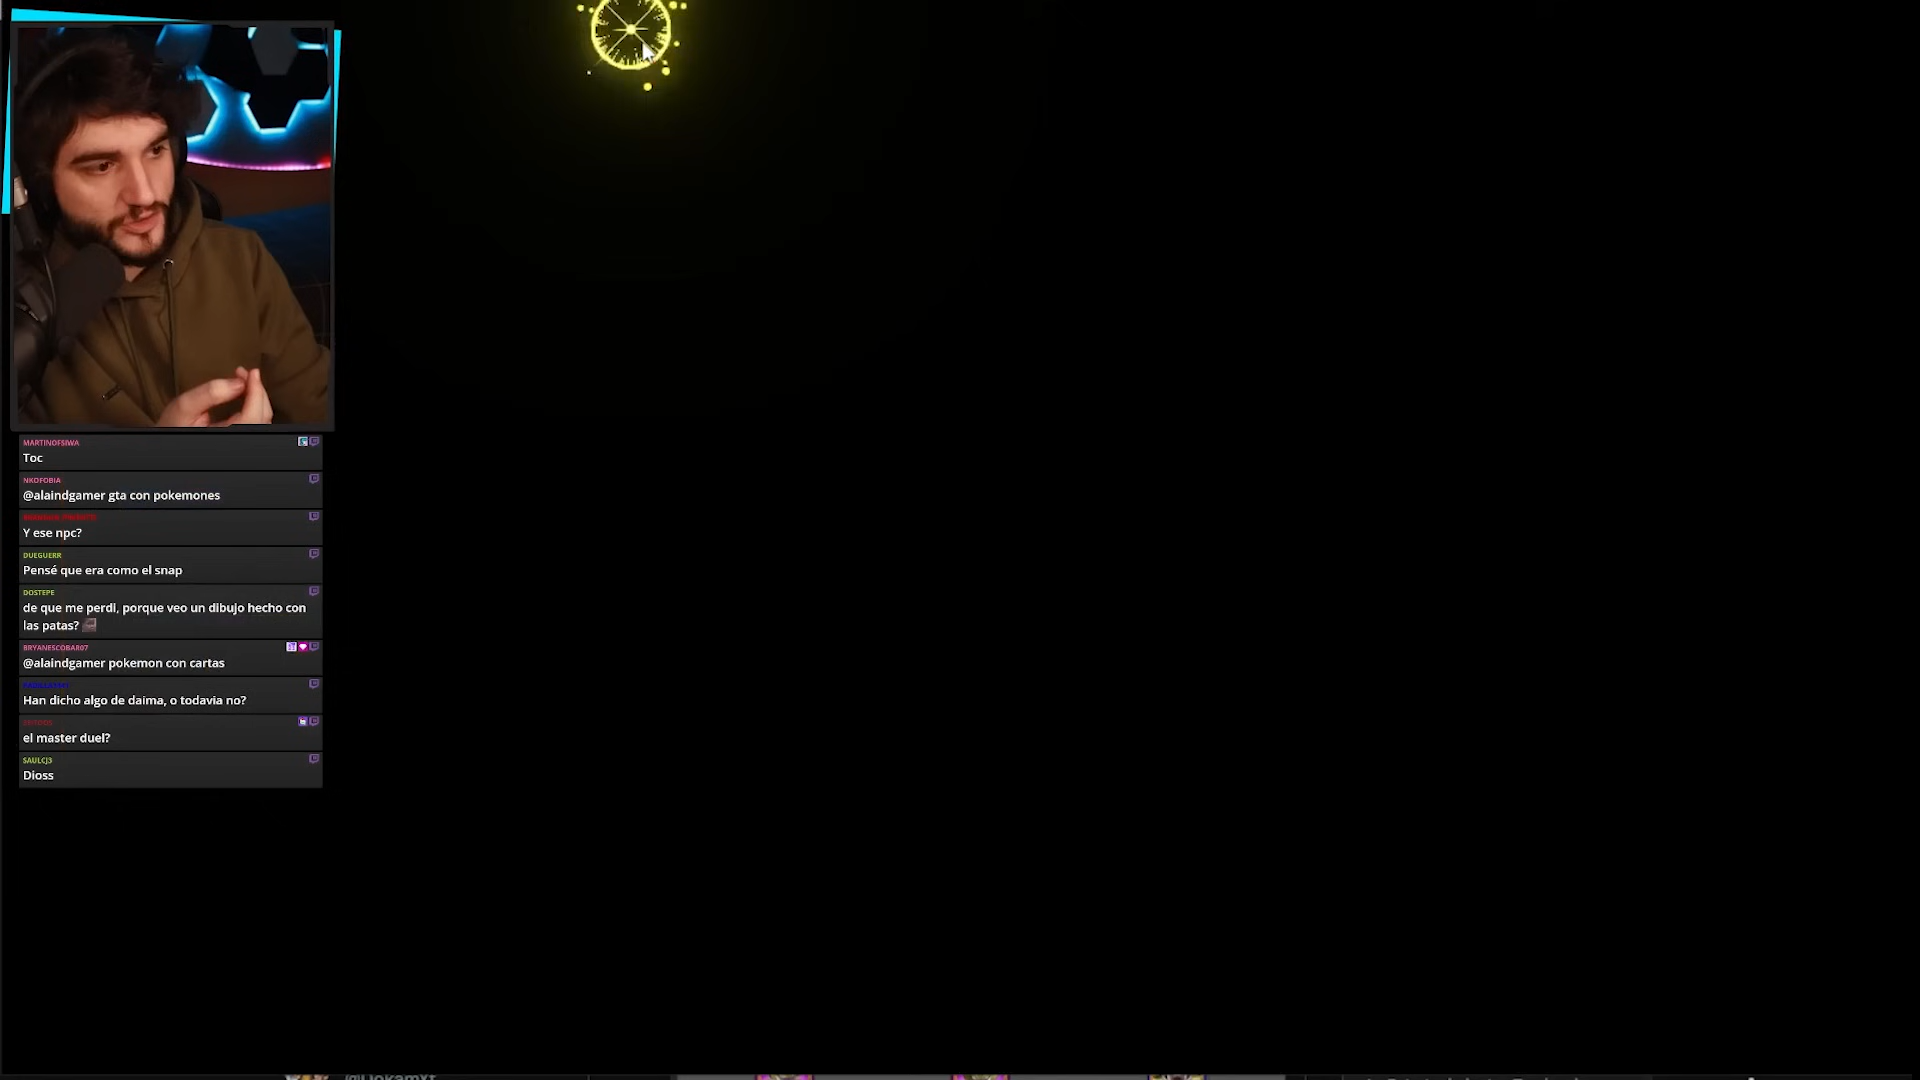 MARTINOFSIWA
Toc
NKOFOBIA
@alaindgamer gta con pokemones
Y ese npc?
DUEGUERR
Pensé que era como el snap
DOSTEPE
de que me perdi, porque veo un dibujo hecho con
las patas?
BRYANESCOBAR07
@alaindgamer pokemon con cartas
Han dicho algo de daima, o todavia no?
el master duel?
SAULCJ3
Dioss